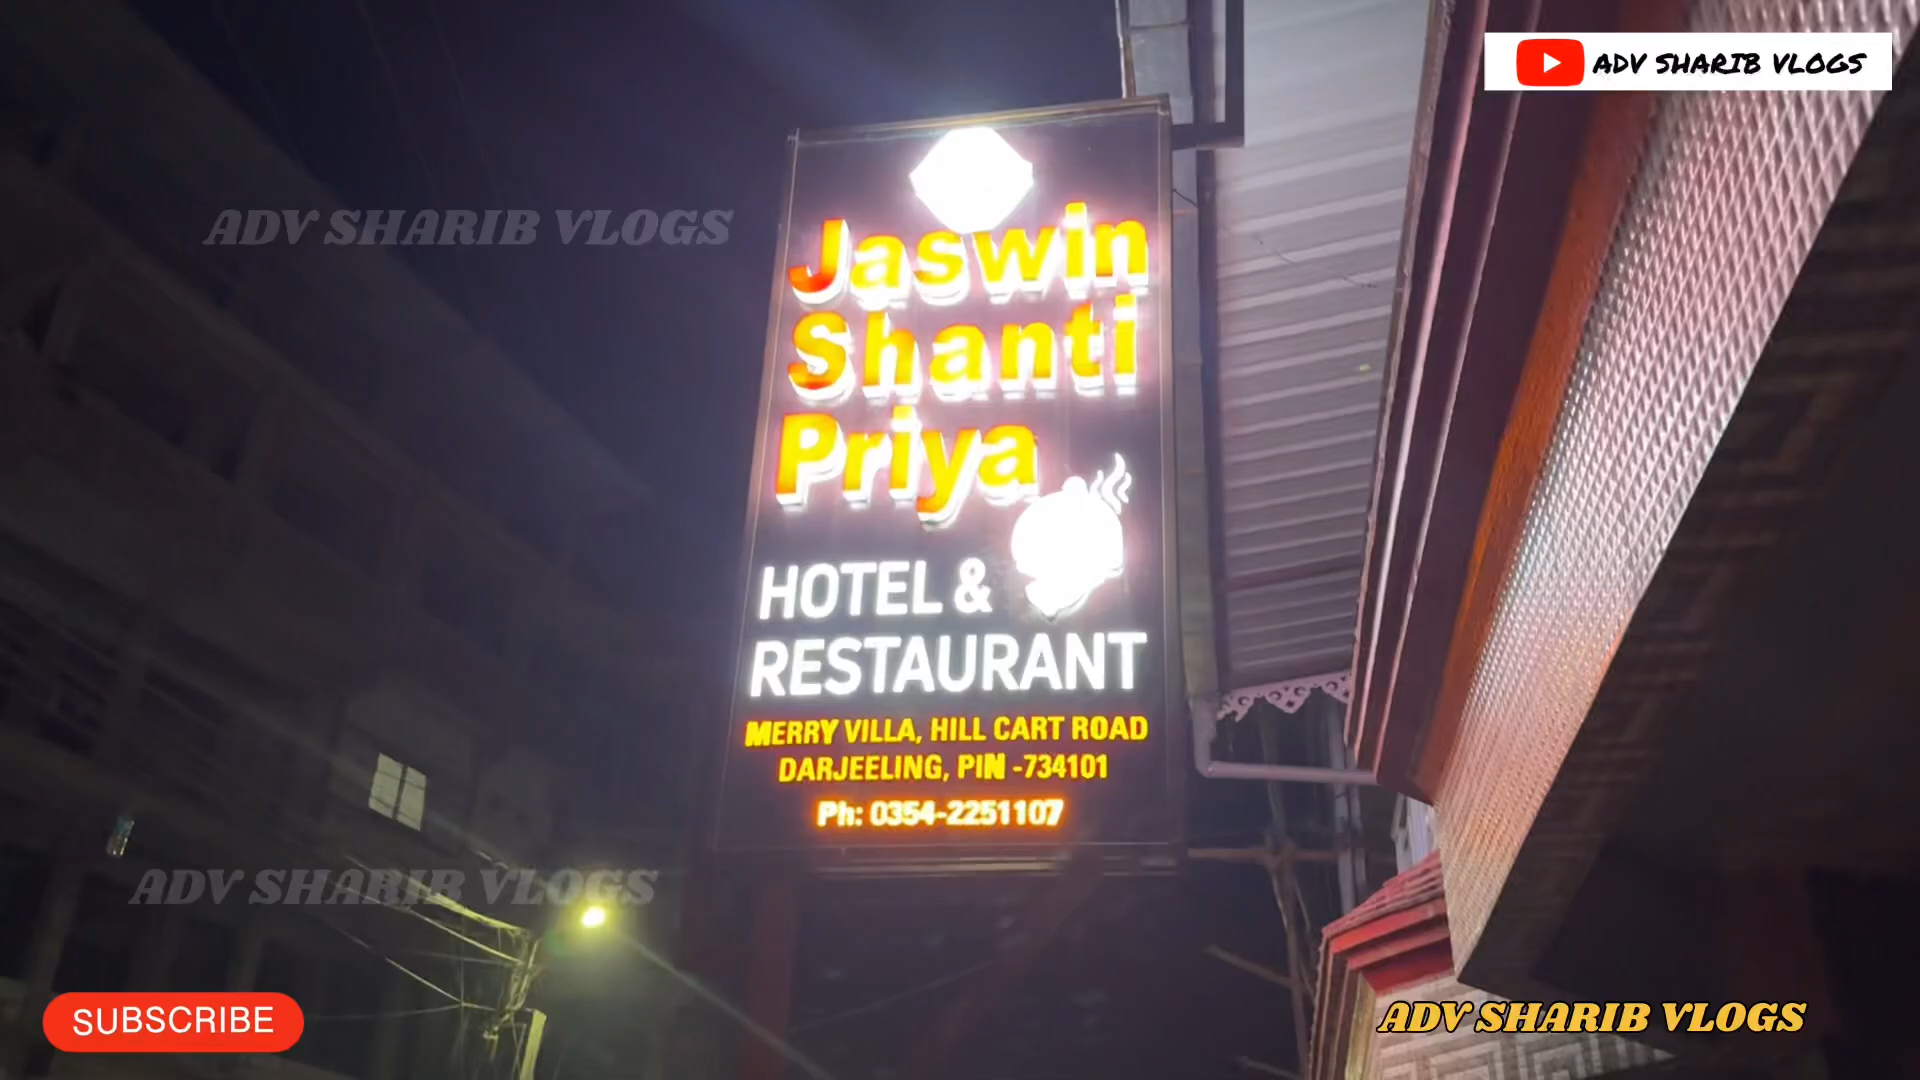 ADV SHARIB VLOGS
ADV SHARIB VLOGS
Jaswin
Shanti
Priya
HOTEL &
RESTAURANT
MERRY VILLA, HILL CART ROAD
DARJEELING, PIN -734101
Ph: 0354-2251107
ADV SHARIB VLOGS
SUBSCRIBE
ADV SHARIB VLOGS